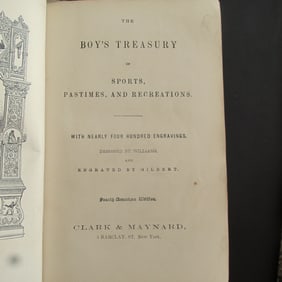 THE
BOY'S TREASURY
OF
SPORTS,
PASTIMES, AND RECREATIONS.
WITH NEARLY FOUR HUNDRED ENGRAVINGS,
DESIGNED BY WILLIAMS,
AND
ENGRAVED BY GILBERT.
Fourth American Edition.
CLARK & MAYNARD,
5 BARCLAY ST. NEW YORK.